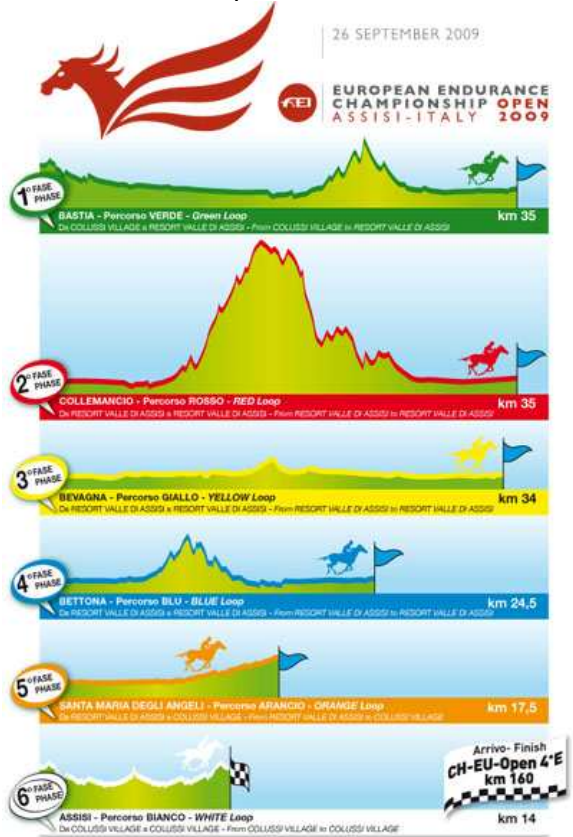 26 SEPTEMBER 2009
FEI
EUROPEAN ENDURANCE
CHAMPIONSHIP OPEN
ASSISI-ITALY 2009
1° FASE
PHASE
BASTIA - Percorso VERDE - Green Loop
km 35
Da COLUSSI VILLAGE a RESORT VALLE DI ASSISI - From COLUSSI VILLAGE to RESORT VALLE DI ASSISI
2° FASE
PHASE
COLLEMANCIO - Percorso ROSSO - RED Loop
km 35
Da RESORT VALLE DI ASSISI a RESORT VALLE DI ASSISI - From RESORT VALLE DI ASSISI to RESORT VALLE DI ASSISI
3° FASE
PHASE
BEVAGNA - Percorso GIALLO - YELLOW Loop
km 34
Da RESORT VALLE DI ASSISI a RESORT VALLE DI ASSISI - From RESORT VALLE DI ASSISI to RESORT VALLE DI ASSISI
4° FASE
PHASE
BETTONA - Percorso BLU - BLUE Loop
km 24,5
Da RESORT VALLE DI ASSISI a RESORT VALLE DI ASSISI - From RESORT VALLE DI ASSISI to RESORT VALLE DI ASSISI
5° FASE
PHASE
SANTA MARIA DEGLI ANGELI - Percorso ARANCIO - ORANGE Loop
km 17,5
Da RESORT VALLE DI ASSISI a COLUSSI VILLAGE - From RESORT VALLE DI ASSISI to COLUSSI VILLAGE
Arrivo- Finish
CH-EU-Open 4*E
km 160
6° FASE
PHASE
ASSISI - Percorso BIANCO - WHITE Loop
km 14
Da COLUSSI VILLAGE a COLUSSI VILLAGE - From COLUSSI VILLAGE to COLUSSI VILLAGE